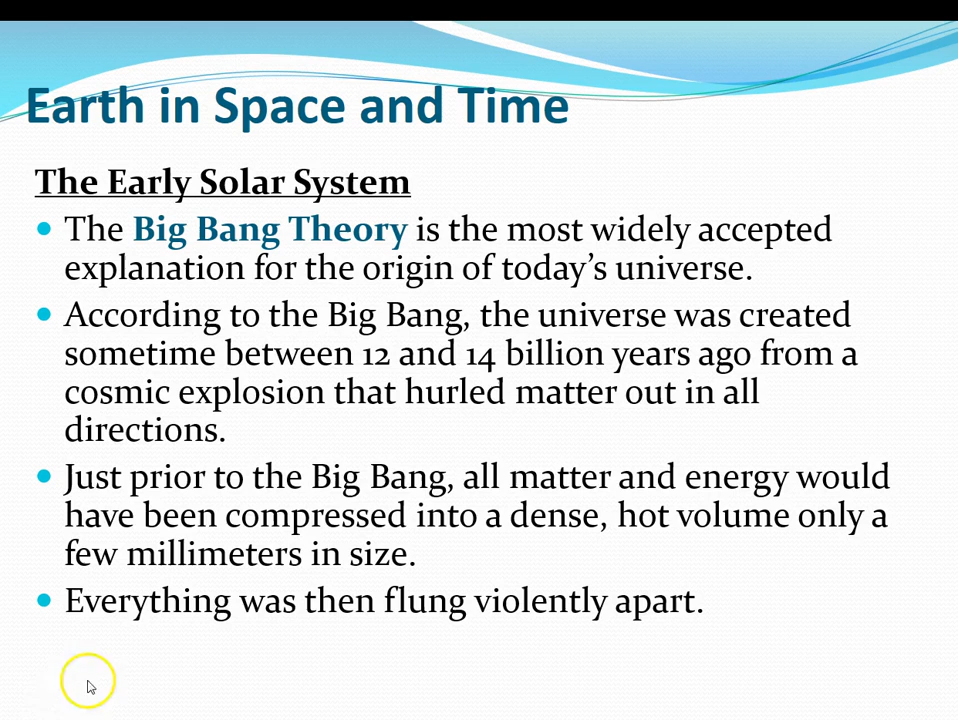 Earth in Space and Time
The Early Solar System
• The Big Bang Theory is the most widely accepted
explanation for the origin of today’s universe.
• According to the Big Bang, the universe was created
sometime between 12 and 14 billion years ago from a
cosmic explosion that hurled matter out in all
directions.
• Just prior to the Big Bang, all matter and energy would
have been compressed into a dense, hot volume only a
few millimeters in size.
• Everything was then flung violently apart.